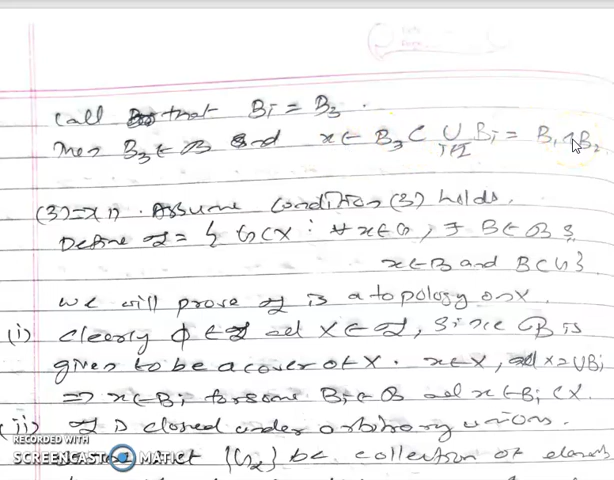 Call that Bi = B3.
Then B3 ∈ B and x ∈ B3 ⊂ ∪ Bi = B1 ∩ B2
i∈I
(3)⇒1). Assume Condition (3) holds.
Define T = { G⊂X : ∀ x∈G, ∃ B∈B ∋
x∈B and B⊂G }
we will prove T is a topology on X.
(i) clearly ϕ ∈ T and X ∈ T, since B is
given to be a cover of X. x∈X, and X=∪Bi
⇒ x∈Bi for some Bi∈B and x∈Bi⊂X.
(ii) T is closed under arbitrary unions.
let {Gα} be collection of elements
RECORDED WITH
SCREENCAST MATIC